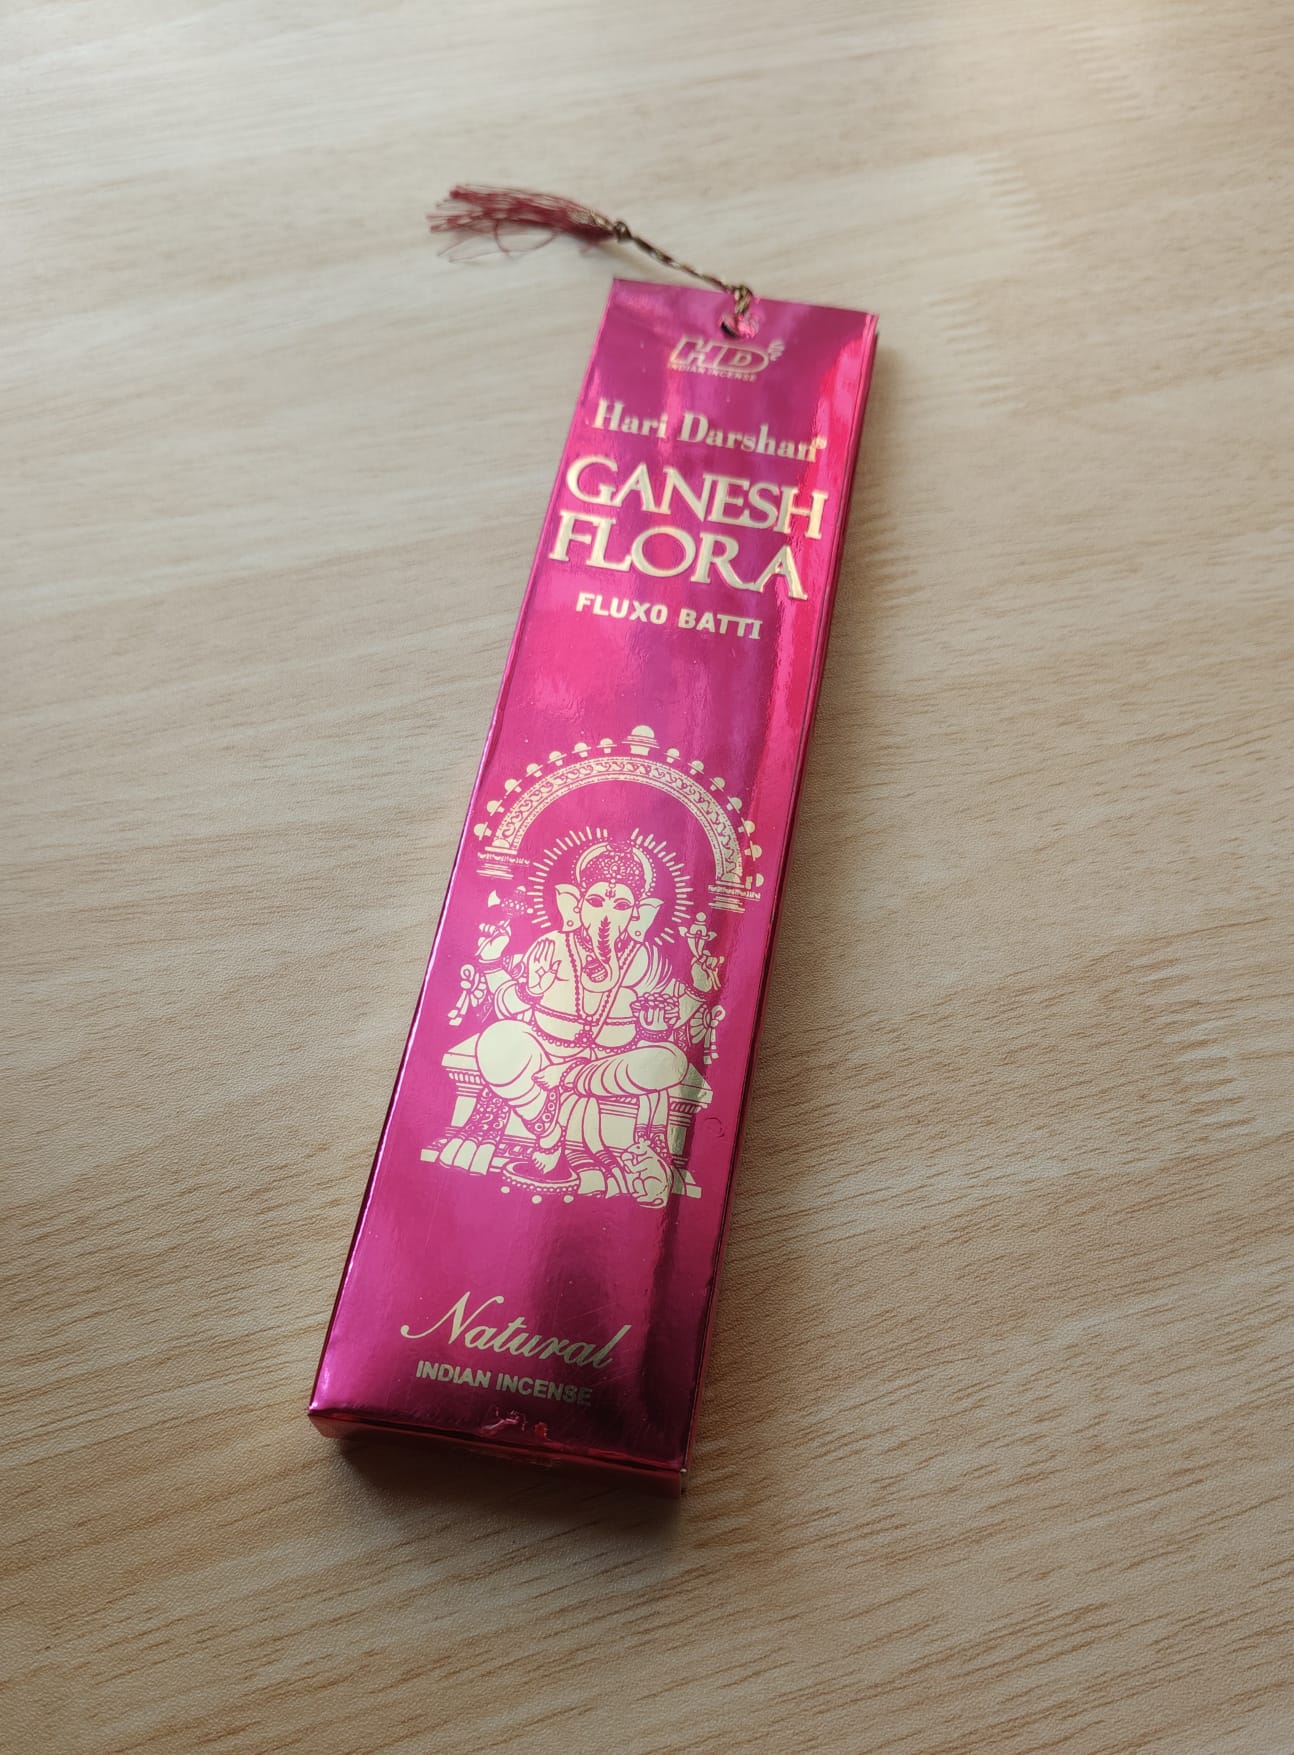 HD
INDIAN INCENSE
Hari Darshan®
GANESH
FLORA
FLUXO BATTI
Natural
INDIAN INCENSE